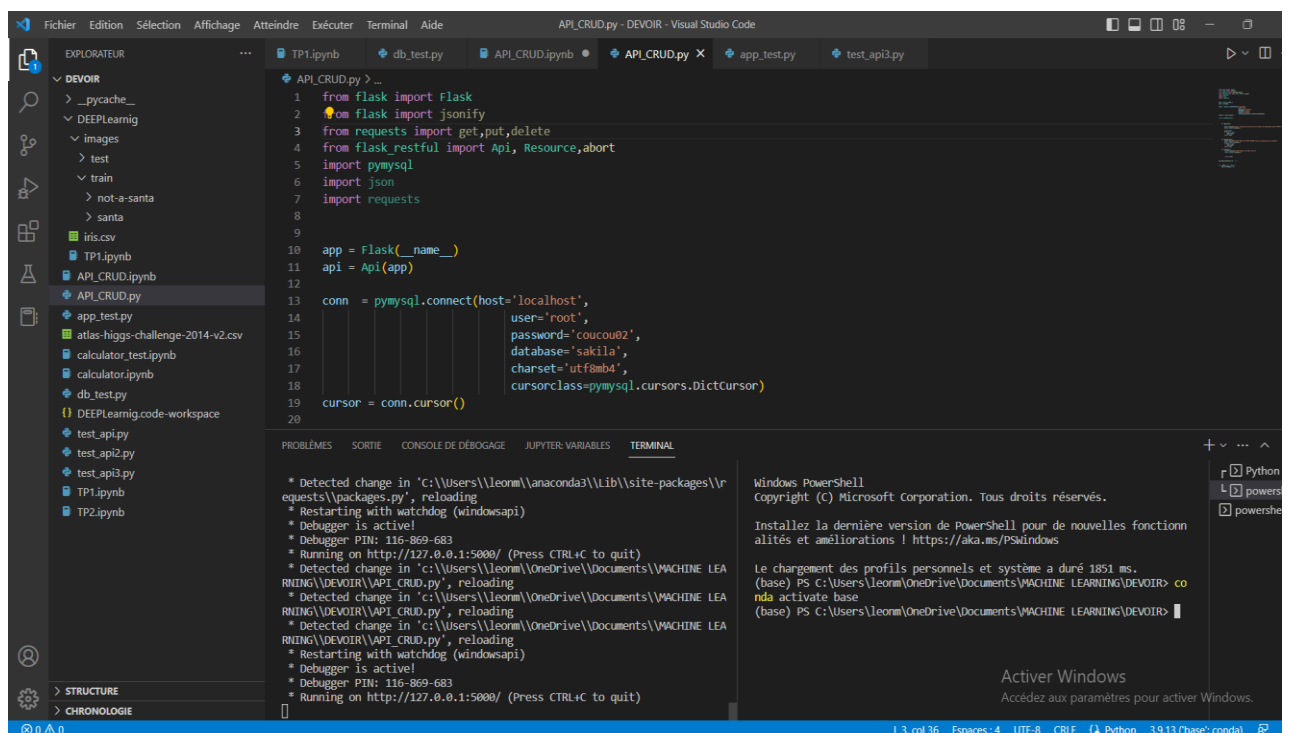 Fichier Edition Sélection Affichage Atteindre Exécuter Terminal Aide
API_CRUD.py - DEVOIR - Visual Studio Code
EXPLORATEUR ...
DEVOIR
> __pycache__
DEEPLearnig
images
> test
train
> not-a-santa
> santa
iris.csv
TP1.ipynb
API_CRUD.ipynb
API_CRUD.py
app_test.py
atlas-higgs-challenge-2014-v2.csv
calculator_test.ipynb
calculator.ipynb
db_test.py
{} DEEPLearnig.code-workspace
test_api.py
test_api2.py
test_api3.py
TP1.ipynb
TP2.ipynb
> STRUCTURE
> CHRONOLOGIE
TP1.ipynb db_test.py API_CRUD.ipynb API_CRUD.py app_test.py test_api3.py
API_CRUD.py > ...
1 from flask import Flask
2 from flask import jsonify
3 from requests import get,put,delete
4 from flask_restful import Api, Resource,abort
5 import pymysql
6 import json
7 import requests
8
9
10 app = Flask(__name__)
11 api = Api(app)
12
13 conn = pymysql.connect(host='localhost',
14 user='root',
15 password='coucou02',
16 database='sakila',
17 charset='utf8mb4',
18 cursorclass=pymysql.cursors.DictCursor)
19 cursor = conn.cursor()
20
PROBLÈMES SORTIE CONSOLE DE DÉBOGAGE JUPYTER: VARIABLES TERMINAL
* Detected change in 'C:\\Users\\leonm\\anaconda3\\Lib\\site-packages\\r
equests\\packages.py', reloading
* Restarting with watchdog (windowsapi)
* Debugger is active!
* Debugger PIN: 116-869-683
* Running on http://127.0.0.1:5000/ (Press CTRL+C to quit)
* Detected change in 'c:\\Users\\leonm\\OneDrive\\Documents\\MACHINE LEA
RNING\\DEVOIR\\API_CRUD.py', reloading
* Detected change in 'c:\\Users\\leonm\\OneDrive\\Documents\\MACHINE LEA
RNING\\DEVOIR\\API_CRUD.py', reloading
* Detected change in 'c:\\Users\\leonm\\OneDrive\\Documents\\MACHINE LEA
RNING\\DEVOIR\\API_CRUD.py', reloading
* Restarting with watchdog (windowsapi)
* Debugger is active!
* Debugger PIN: 116-869-683
* Running on http://127.0.0.1:5000/ (Press CTRL+C to quit)
Windows PowerShell
Copyright (C) Microsoft Corporation. Tous droits réservés.
Installez la dernière version de PowerShell pour de nouvelles fonctionn
alités et améliorations ! https://aka.ms/PSWindows
Le chargement des profils personnels et système a duré 1851 ms.
(base) PS C:\Users\leonm\OneDrive\Documents\MACHINE LEARNING\DEVOIR> co
nda activate base
(base) PS C:\Users\leonm\OneDrive\Documents\MACHINE LEARNING\DEVOIR>
Python
powers
powershe
Activer Windows
Accédez aux paramètres pour activer Windows.
0 0 L 3, col 36 Espaces : 4 UTF-8 CRLF Python 3.9.13 ('base': conda)